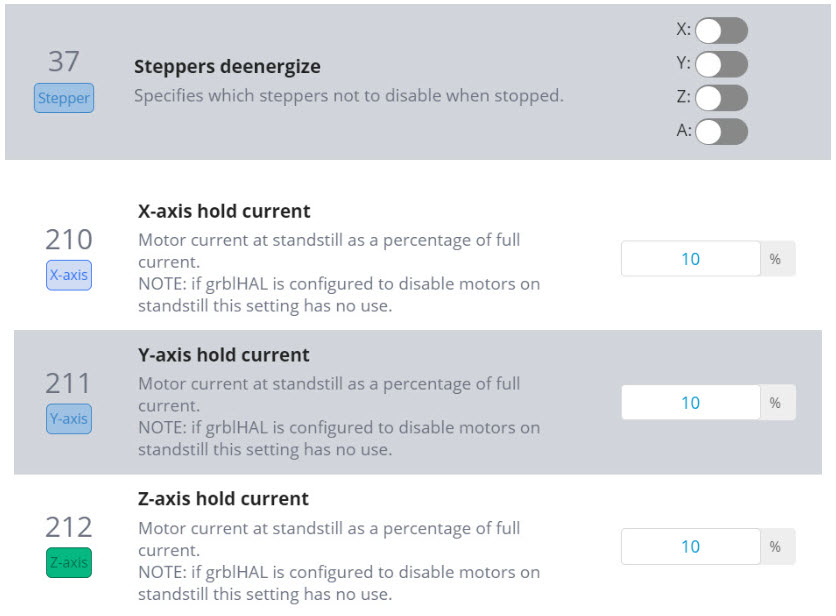 37
Stepper
Steppers deenergize
Specifies which steppers not to disable when stopped.
X:
Y:
Z:
A:
210
X-axis
X-axis hold current
Motor current at standstill as a percentage of full
current.
NOTE: if grblHAL is configured to disable motors on
standstill this setting has no use.
10 %
211
Y-axis
Y-axis hold current
Motor current at standstill as a percentage of full
current.
NOTE: if grblHAL is configured to disable motors on
standstill this setting has no use.
10 %
212
Z-axis
Z-axis hold current
Motor current at standstill as a percentage of full
current.
NOTE: if grblHAL is configured to disable motors on
standstill this setting has no use.
10 %